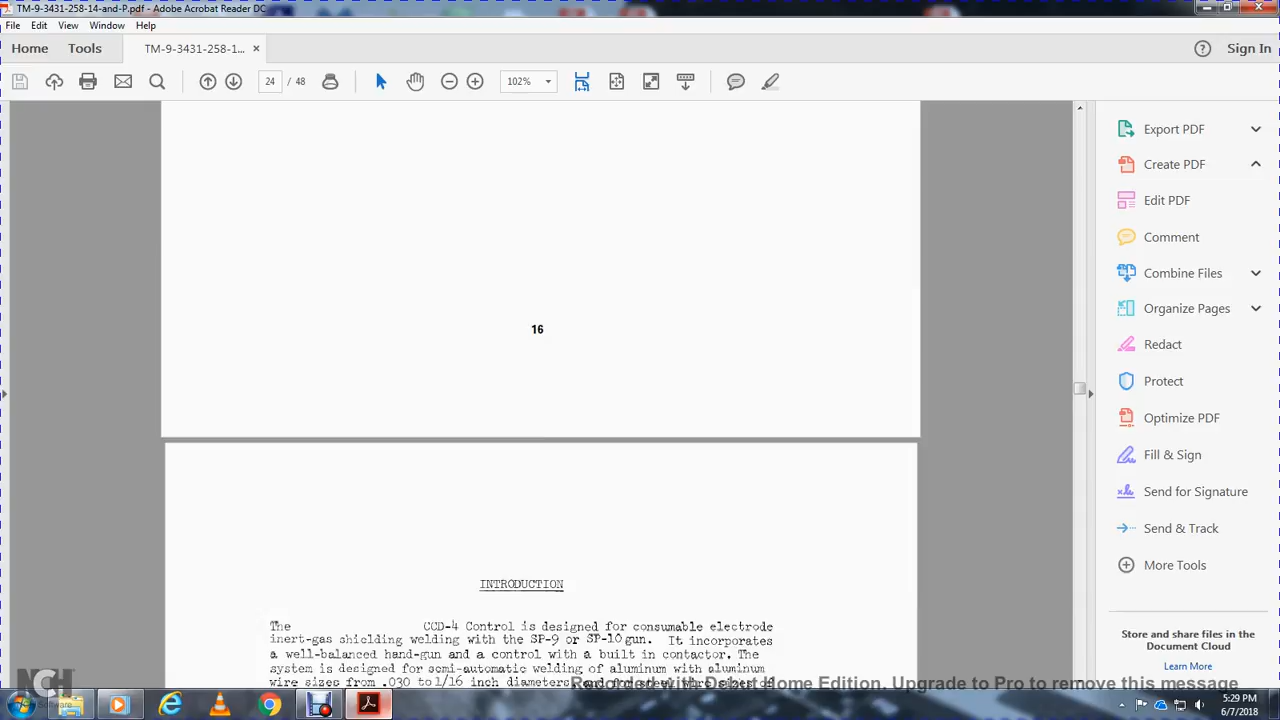 TM-9-3431-258-14-and-P.pdf - Adobe Acrobat Reader DC
File Edit View Window Help
Home Tools TM-9-3431-258-1... × Sign In
24 / 48 102%
Export PDF
Create PDF
Edit PDF
Comment
Combine Files
Organize Pages
Redact
Protect
Optimize PDF
Fill & Sign
Send for Signature
Send & Track
More Tools
Store and share files in the
Document Cloud
Learn More
16
INTRODUCTION
The CCD-4 Control is designed for consumable electrode
inert-gas shielding welding with the SP-9 or SP-10 gun. It incorporates
a well-balanced hand-gun and a control with a built in contactor. The
system is designed for semi-automatic welding of aluminum with aluminum
wire sizes from .030 to 1/16 inch diameters,
Home Edition, Upgrade to Pro to remove this message
NCH
Software
5:29 PM
6/7/2018